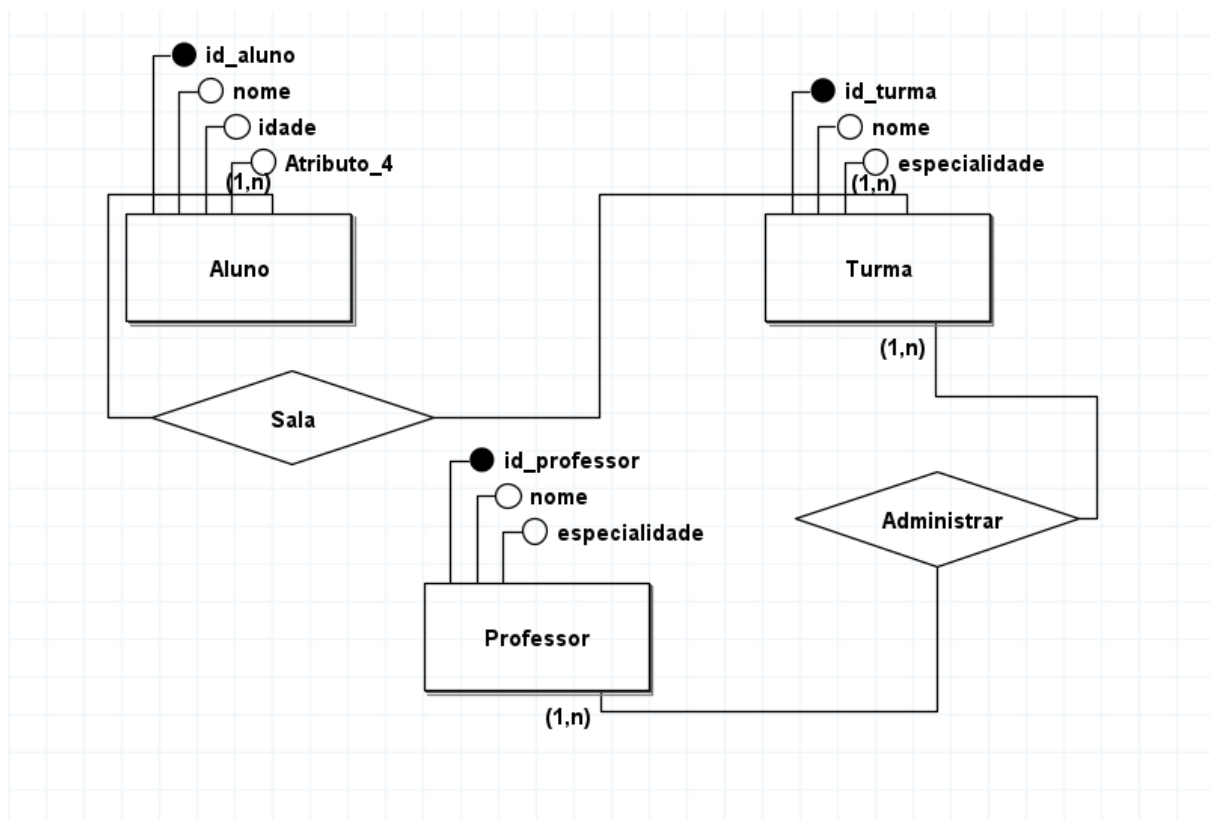 id_aluno
nome
idade
Atributo_4
(1,n)
Aluno
id_turma
nome
especialidade
(1,n)
Turma
(1,n)
Sala
id_professor
nome
especialidade
Administrar
Professor
(1,n)